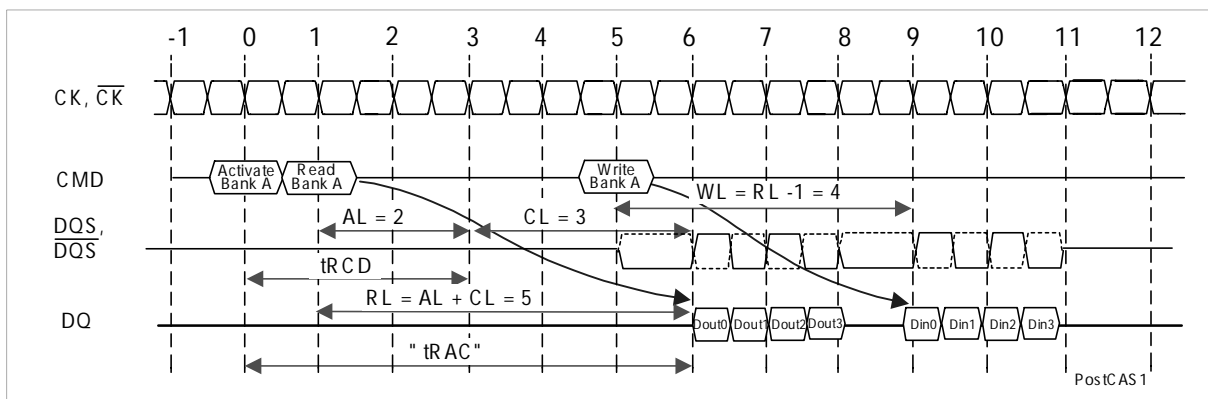 -1 0 1 2 3 4 5 6 7 8 9 10 11 12
CK, CK
CMD
Activate
Bank A
Read
Bank A
Write
Bank A
WL = RL -1 = 4
AL = 2
CL = 3
DQS,
DQS
tRCD
RL = AL + CL = 5
DQ
Dout0 Dout1 Dout2 Dout3
Din0 Din1 Din2 Din3
" tRAC"
PostCAS1